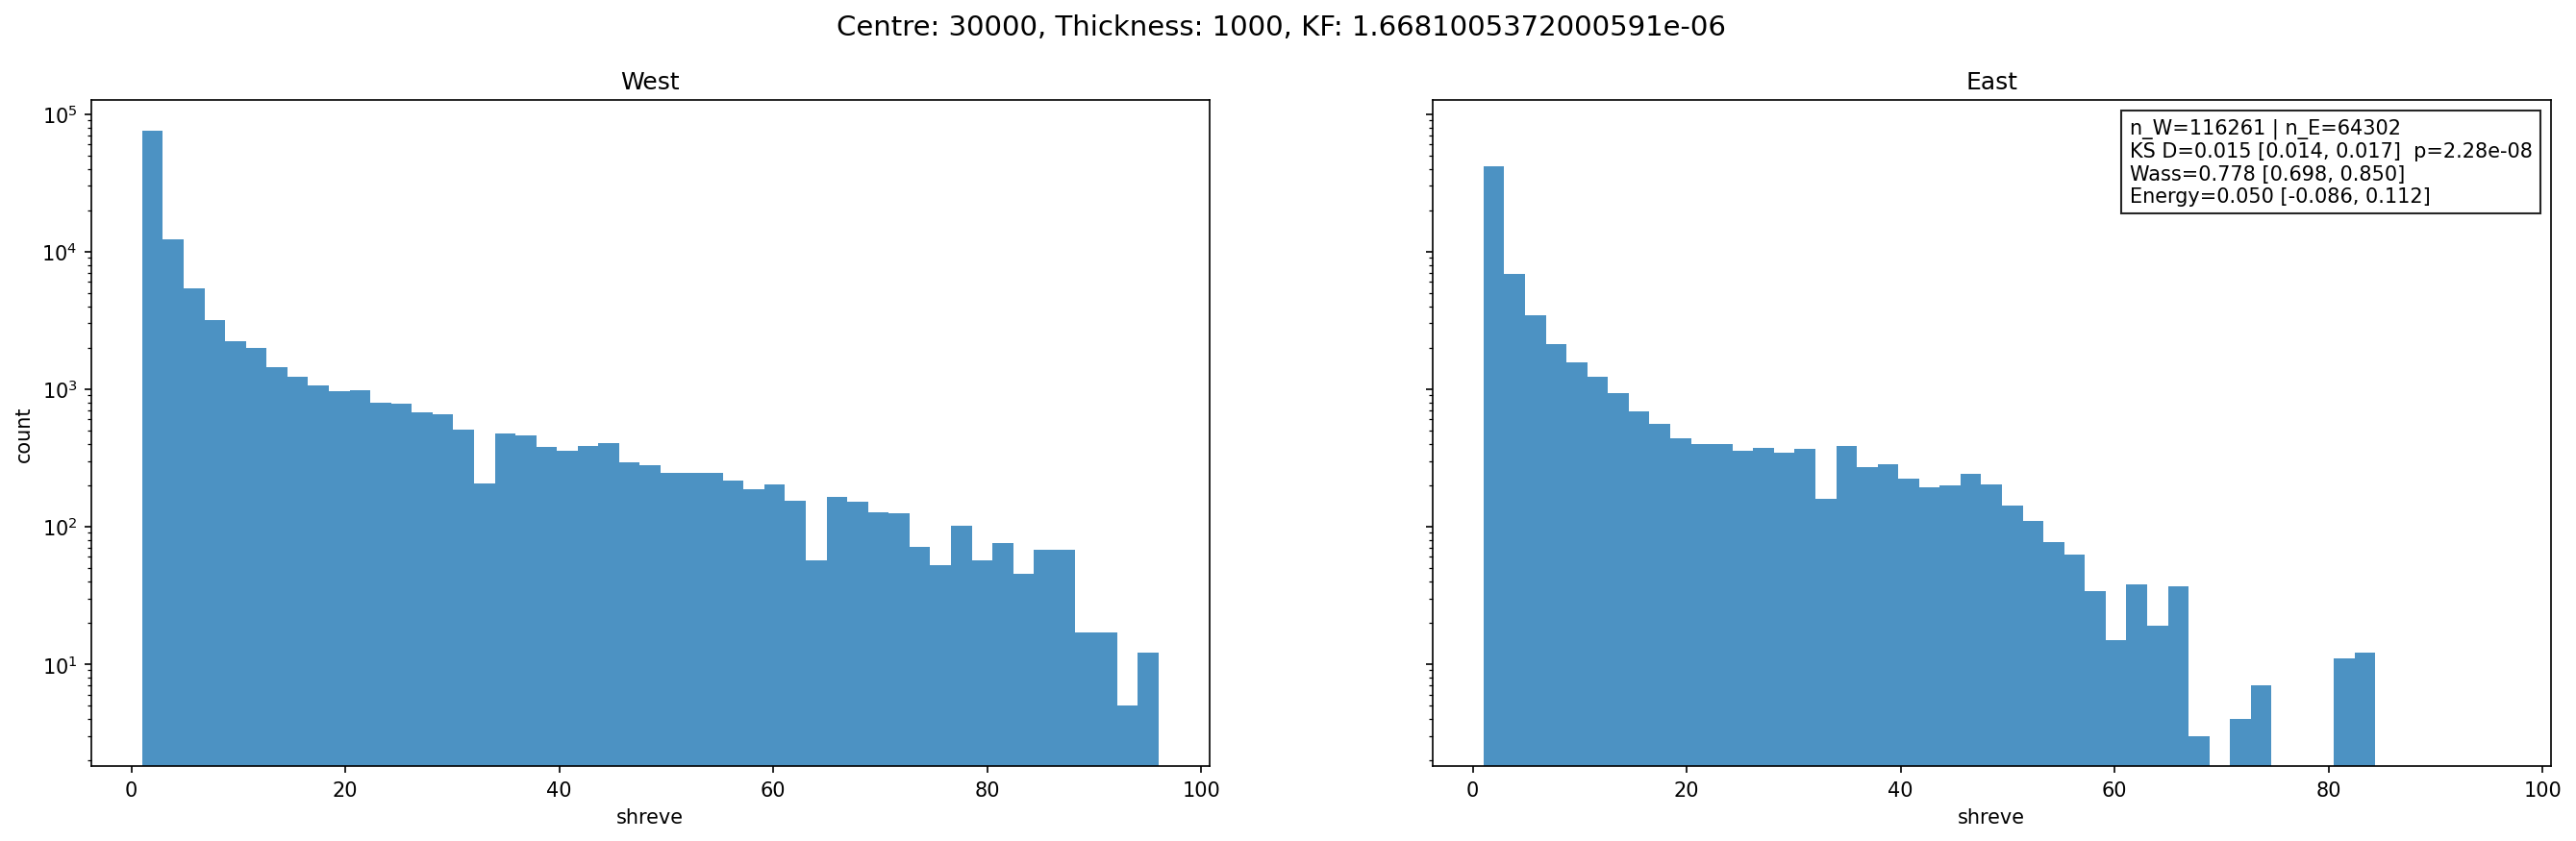 Centre: 30000, Thickness: 1000, KF: 1.6681005372000591e-06
West
10^5
10^4
10^3
10^2
10^1
count
0 20 40 60 80 100
shreve
East
n_W=116261 | n_E=64302
KS D=0.015 [0.014, 0.017] p=2.28e-08
Wass=0.778 [0.698, 0.850]
Energy=0.050 [-0.086, 0.112]
0 20 40 60 80 100
shreve